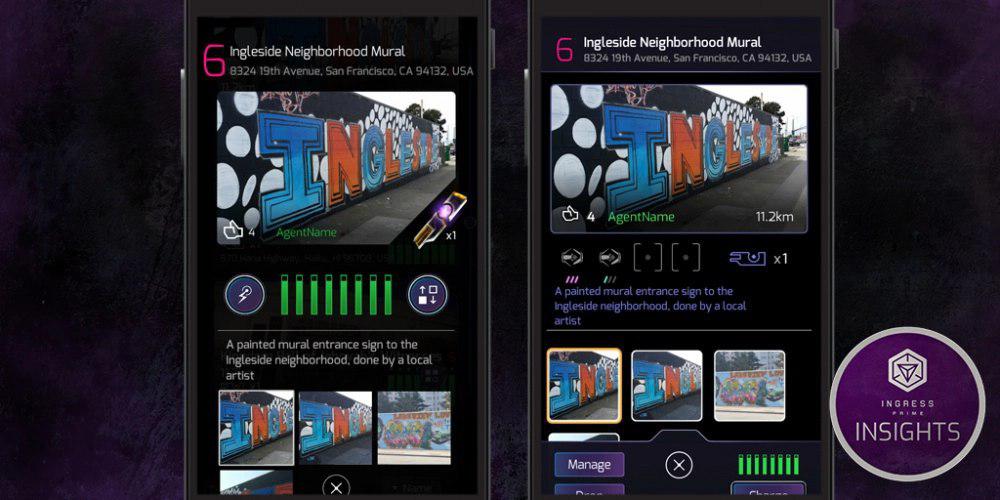 6
Ingleside Neighborhood Mural
8324 19th Avenue, San Francisco, CA 94132, USA
INGLESIDE
4
AgentName
x1
A painted mural entrance sign to the
Ingleside neighborhood, done by a local
artist
6
Ingleside Neighborhood Mural
8324 19th Avenue, San Francisco, CA 94132, USA
INGLESIDE
4
AgentName
11.2km
x1
A painted mural entrance sign to the
Ingleside neighborhood, done by a local
artist
Manage
INGRESS
PRIME
INSIGHTS